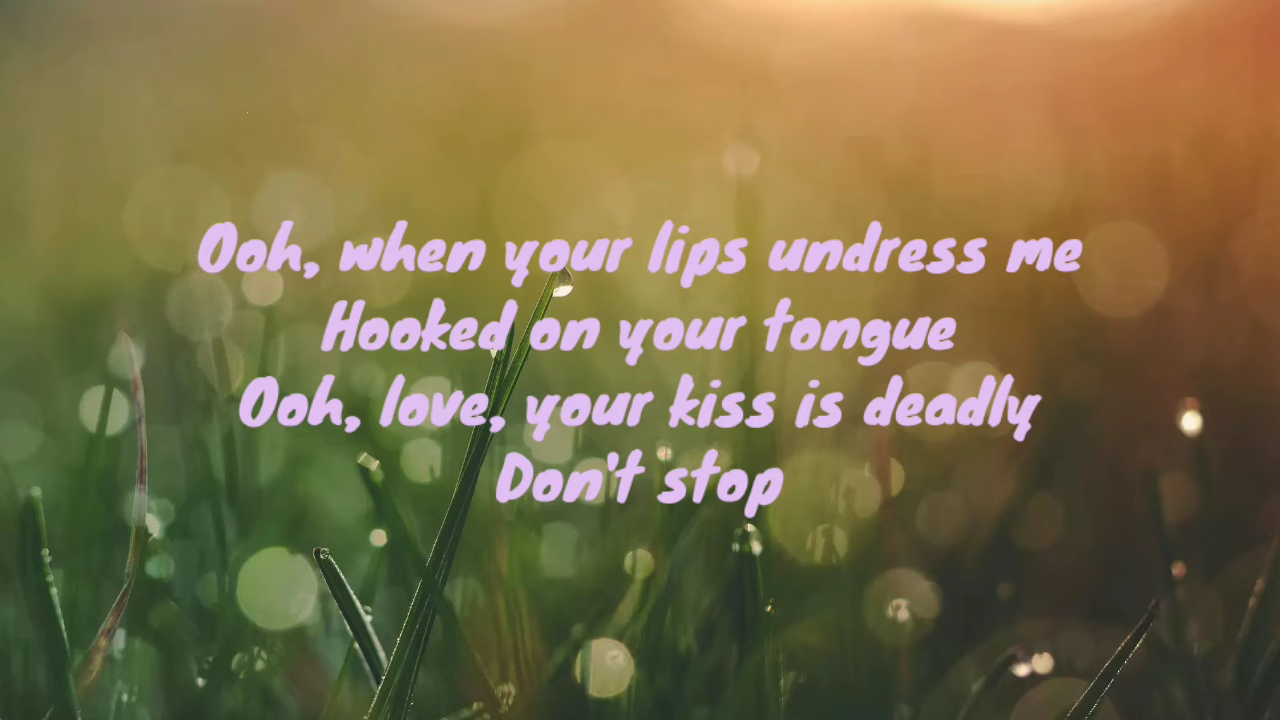 Ooh, when your lips undress me
Hooked on your tongue
Ooh, love, your kiss is deadly
Don't stop